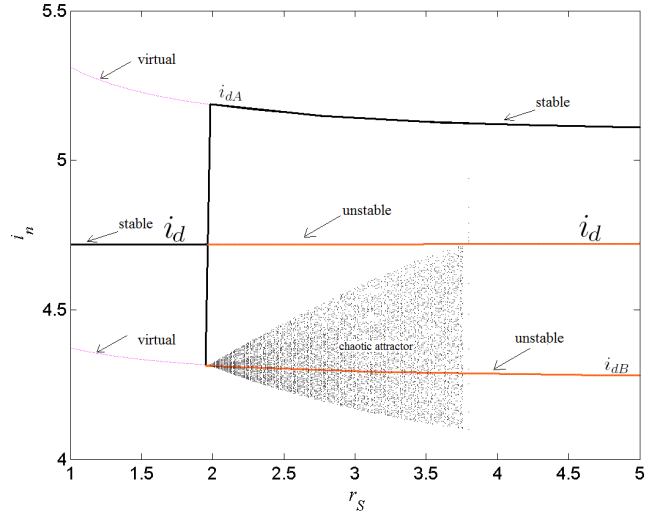 5.5
virtual
i_dA
stable
5
i_n
stable
i_d
unstable
i_d
4.5
chaotic attractor
virtual
unstable
i_dB
4
1
1.5
2
2.5
3
3.5
4
4.5
5
r_S